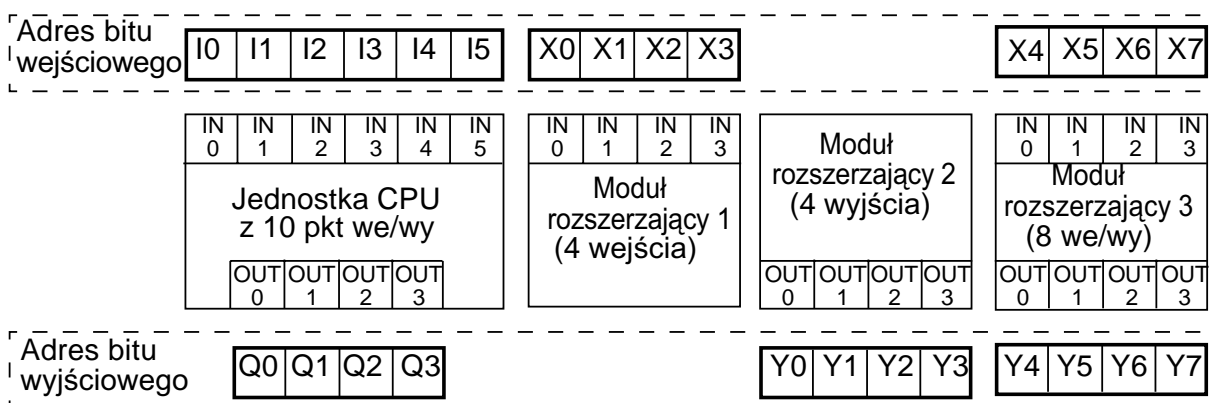 Adres bitu
wejściowego
I0 I1 I2 I3 I4 I5 X0 X1 X2 X3 X4 X5 X6 X7
IN IN IN IN IN IN IN IN IN IN IN IN IN IN
0 1 2 3 4 5 0 1 2 3 0 1 2 3
Jednostka CPU
z 10 pkt we/wy
Moduł
rozszerzający 1
(4 wejścia)
Moduł
rozszerzający 2
(4 wyjścia)
Moduł
rozszerzający 3
(8 we/wy)
OUT OUT OUT OUT OUT OUT OUT OUT OUT OUT OUT OUT
0 1 2 3 0 1 2 3 0 1 2 3
Adres bitu
wyjściowego
Q0 Q1 Q2 Q3 Y0 Y1 Y2 Y3 Y4 Y5 Y6 Y7